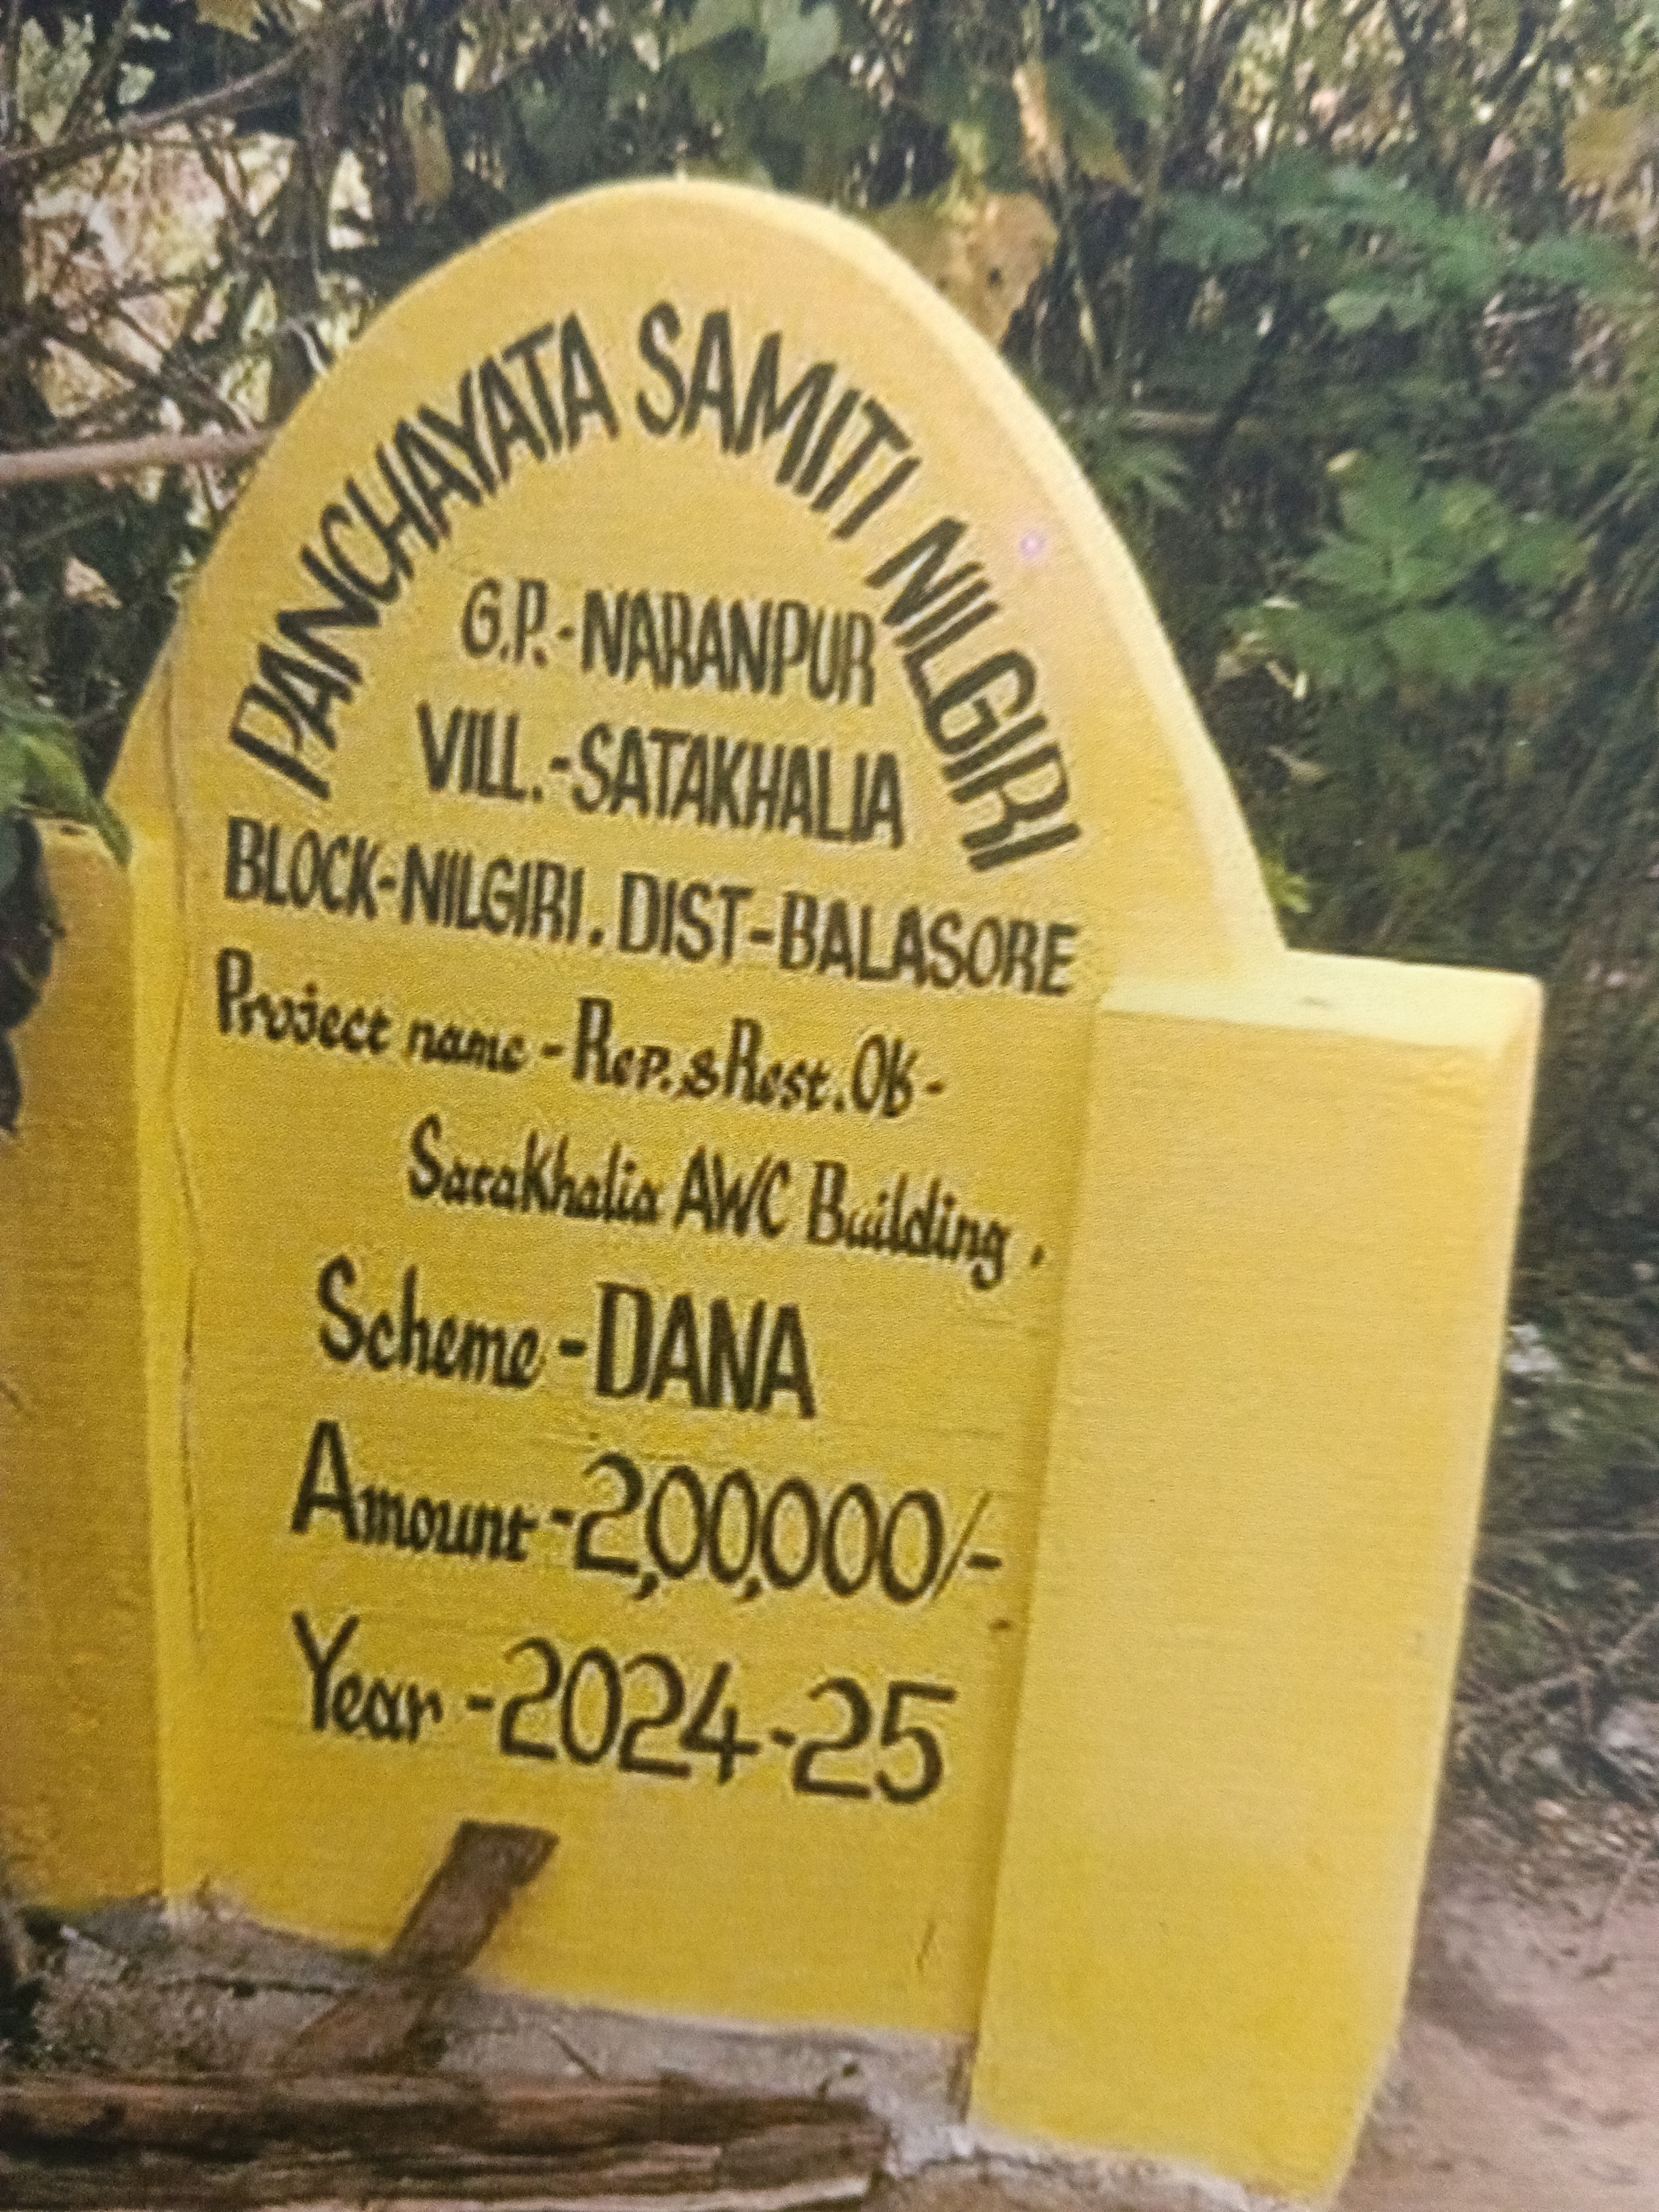 PANCHAYATA SAMITI NILGIRI
G.P.-NARANPUR
VILL.-SATAKHALIA
BLOCK-NILGIRI. DIST-BALASORE
Project name - Rep. & Rest. Of -
SataKhalia AWC Building.
Scheme - DANA
Amount - 2,00,000/-
Year - 2024-25